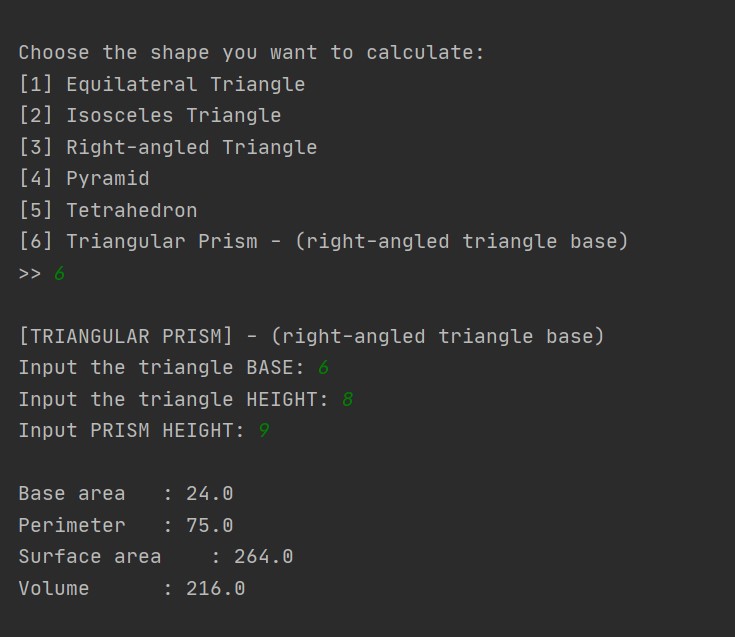 Choose the shape you want to calculate:
[1] Equilateral Triangle
[2] Isosceles Triangle
[3] Right-angled Triangle
[4] Pyramid
[5] Tetrahedron
[6] Triangular Prism - (right-angled triangle base)
>> 6
[TRIANGULAR PRISM] - (right-angled triangle base)
Input the triangle BASE: 6
Input the triangle HEIGHT: 8
Input PRISM HEIGHT: 9
Base area   : 24.0
Perimeter   : 75.0
Surface area    : 264.0
Volume      : 216.0